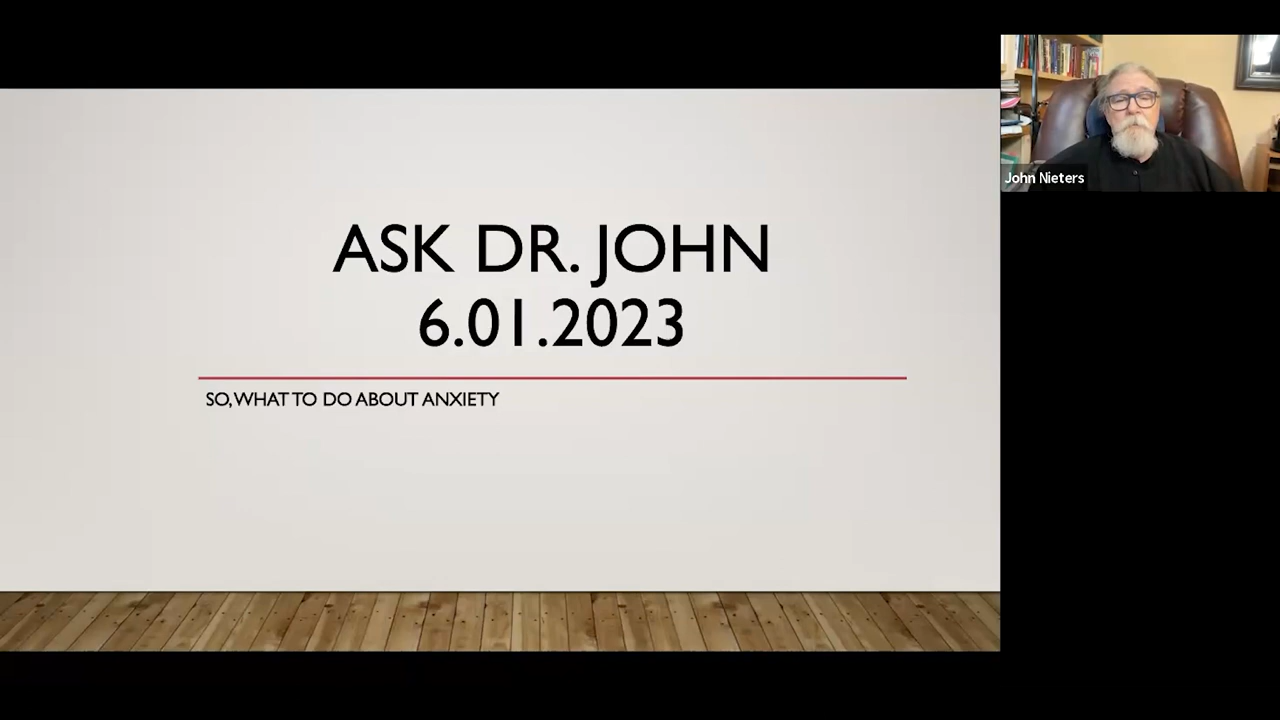 ASK DR. JOHN
6.01.2023
SO, WHAT TO DO ABOUT ANXIETY
John Nieters